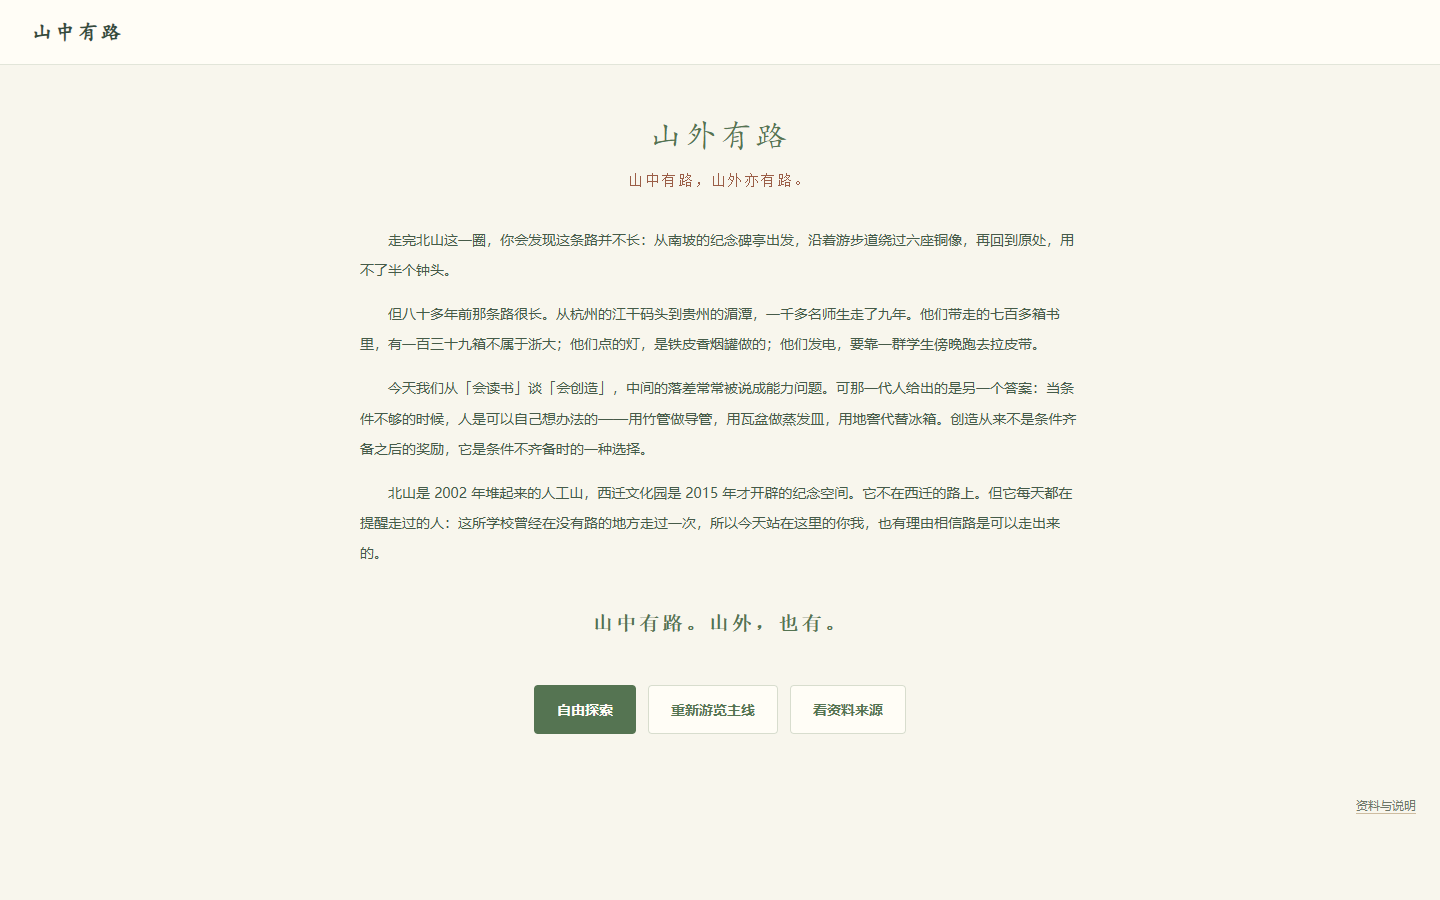 山中有路
山外有路
山中有路，山外亦有路。
走完北山这一圈，你会发现这条路并不长：从南坡的纪念碑亭出发，沿着游步道绕过六座铜像，再回到原处，用
不了半个钟头。
但八十多年前那条路很长。从杭州的江干码头到贵州的湄潭，一千多名师生走了九年。他们带走的七百多箱书
里，有一百三十九箱不属于浙大；他们点的灯，是铁皮香烟罐做的；他们发电，要靠一群学生傍晚跑去拉皮带。
今天我们从「会读书」谈「会创造」，中间的落差常常被说成能力问题。可那一代人给出的是另一个答案：当条
件不够的时候，人是可以自己想办法的——用竹管做导管，用瓦盆做蒸发皿，用地窖代替冰箱。创造从来不是条件齐
备之后的奖励，它是条件不齐备时的一种选择。
北山是 2002 年堆起来的人工山，西迁文化园是 2015 年才开辟的纪念空间。它不在西迁的路上。但它每天都在
提醒走过的人：这所学校曾经在没有路的地方走过一次，所以今天站在这里的你我，也有理由相信路是可以走出来
的。
山中有路。山外，也有。
自由探索
重新游览主线
看资料来源
资料与说明